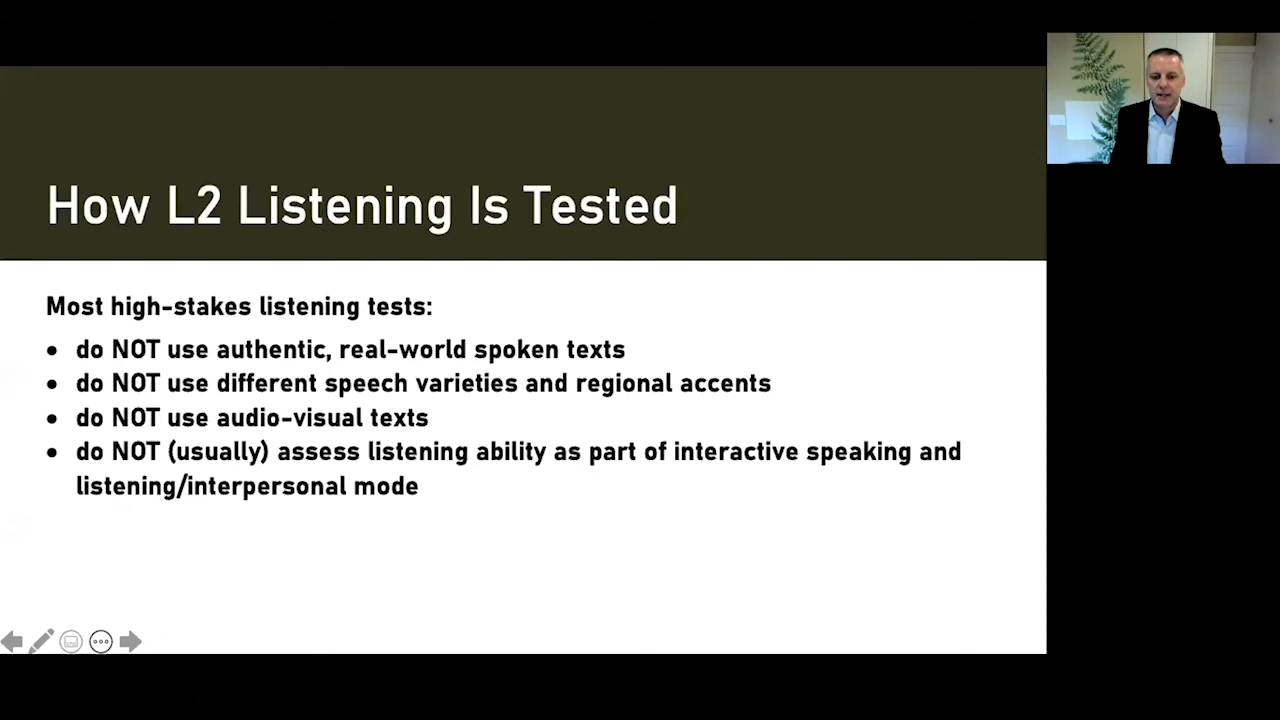 How L2 Listening Is Tested
Most high-stakes listening tests:
• do NOT use authentic, real-world spoken texts
• do NOT use different speech varieties and regional accents
• do NOT use audio-visual texts
• do NOT (usually) assess listening ability as part of interactive speaking and
listening/interpersonal mode